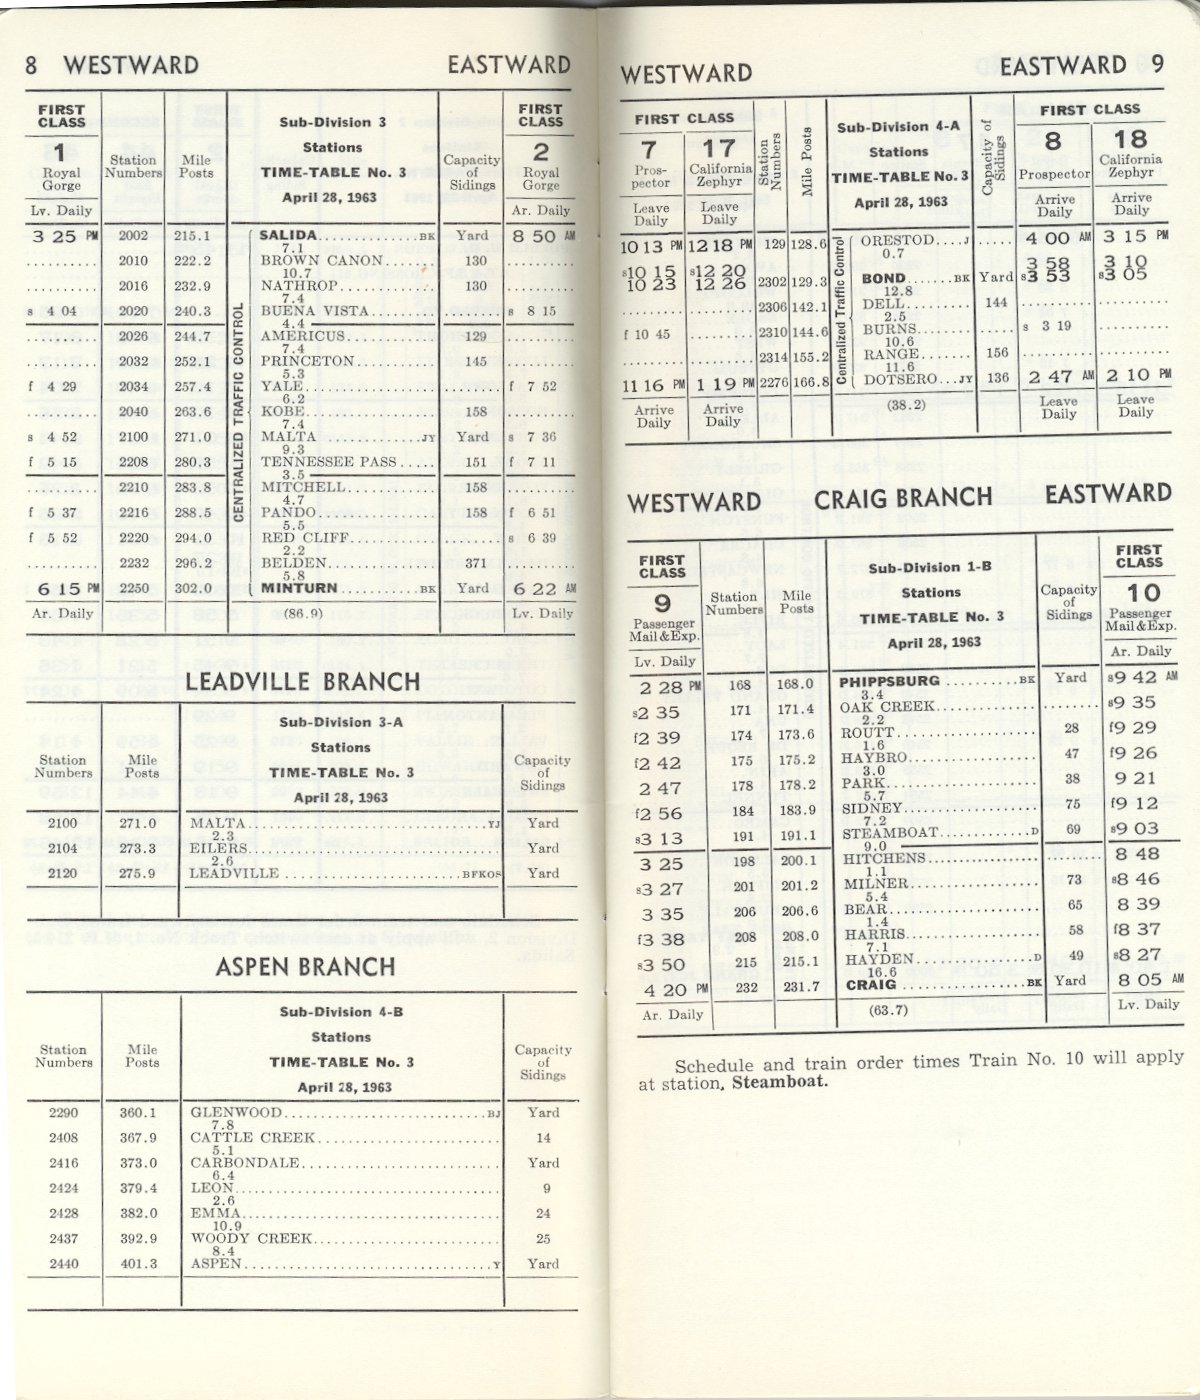 8 WESTWARD EASTWARD
FIRST CLASS Sub-Division 3 FIRST CLASS
1 Station Numbers Mile Posts Stations Capacity of Sidings 2
Royal Gorge TIME-TABLE No. 3 Royal Gorge
Lv. Daily April 28, 1963 Ar. Daily
CENTRALIZED TRAFFIC CONTROL
3 25 PM 2002 215.1 SALIDA BK Yard 8 50 AM
7.1
2010 222.2 BROWN CANON 130
10.7
2016 232.9 NATHROP 130
7.4
s 4 04 2020 240.3 BUENA VISTA s 8 15
4.4
2026 244.7 AMERICUS 129
7.4
2032 252.1 PRINCETON 145
5.3
f 4 29 2034 257.4 YALE f 7 52
6.2
2040 263.6 KOBE 158
7.4
s 4 52 2100 271.0 MALTA JY Yard s 7 36
9.3
f 5 15 2208 280.3 TENNESSEE PASS 151 f 7 11
3.5
2210 283.8 MITCHELL 158
4.7
f 5 37 2216 288.5 PANDO 158 f 6 51
5.5
f 5 52 2220 294.0 RED CLIFF s 6 39
2.2
2232 296.2 BELDEN 371
5.8
6 15 PM 2250 302.0 MINTURN BK Yard 6 22 AM
Ar. Daily (86.9) Lv. Daily
LEADVILLE BRANCH
Sub-Division 3-A
Stations
Station Numbers Mile Posts TIME-TABLE No. 3 Capacity of Sidings
April 28, 1963
2100 271.0 MALTA YJ Yard
2.3
2104 273.3 EILERS Yard
2.6
2120 275.9 LEADVILLE BFKOS Yard
ASPEN BRANCH
Sub-Division 4-B
Stations
Station Numbers Mile Posts TIME-TABLE No. 3 Capacity of Sidings
April 28, 1963
2290 360.1 GLENWOOD BJ Yard
7.8
2408 367.9 CATTLE CREEK 14
5.1
2416 373.0 CARBONDALE Yard
6.4
2424 379.4 LEON 9
2.6
2428 382.0 EMMA 24
10.9
2437 392.9 WOODY CREEK 25
8.4
2440 401.3 ASPEN Y Yard
WESTWARD EASTWARD 9
FIRST CLASS Sub-Division 4-A FIRST CLASS
7 17 Station Numbers Mile Posts Stations Capacity of Sidings 8 18
Prospector California Zephyr TIME-TABLE No. 3 Prospector California Zephyr
Leave Daily Leave Daily April 28, 1963 Arrive Daily Arrive Daily
Centralized Traffic Control
10 13 PM 12 18 PM 129 128.6 ORESTOD J 4 00 AM 3 15 PM
0.7
s10 15 s12 20 3 58 3 10
10 23 12 26 2302 129.3 BOND BK Yard s3 53 s3 05
12.8
2306 142.1 DELL 144
2.5
f 10 45 2310 144.6 BURNS s 3 19
10.6
2314 155.2 RANGE 156
11.6
11 16 PM 1 19 PM 2276 166.8 DOTSERO JY 136 2 47 AM 2 10 PM
Arrive Daily Arrive Daily (38.2) Leave Daily Leave Daily
WESTWARD CRAIG BRANCH EASTWARD
FIRST CLASS Sub-Division 1-B FIRST CLASS
9 Station Numbers Mile Posts Stations Capacity of Sidings 10
Passenger Mail & Exp. TIME-TABLE No. 3 Passenger Mail & Exp.
Lv. Daily April 28, 1963 Ar. Daily
2 28 PM 168 168.0 PHIPPSBURG BK Yard s9 42 AM
3.4
s2 35 171 171.4 OAK CREEK s9 35
2.2
f2 39 174 173.6 ROUTT 28 f9 29
1.6
f2 42 175 175.2 HAYBRO 47 f9 26
3.0
2 47 178 178.2 PARK 38 9 21
5.7
f2 56 184 183.9 SIDNEY 75 f9 12
7.2
s3 13 191 191.1 STEAMBOAT D 69 s9 03
9.0
3 25 198 200.1 HITCHENS 8 48
1.1
s3 27 201 201.2 MILNER 73 s8 46
5.4
3 35 206 206.6 BEAR 65 8 39
1.4
f3 38 208 208.0 HARRIS 58 f8 37
7.1
s3 50 215 215.1 HAYDEN D 49 s8 27
16.6
4 20 PM 232 231.7 CRAIG BK Yard 8 05 AM
Ar. Daily (63.7) Lv. Daily
Schedule and train order times Train No. 10 will apply
at station, Steamboat.